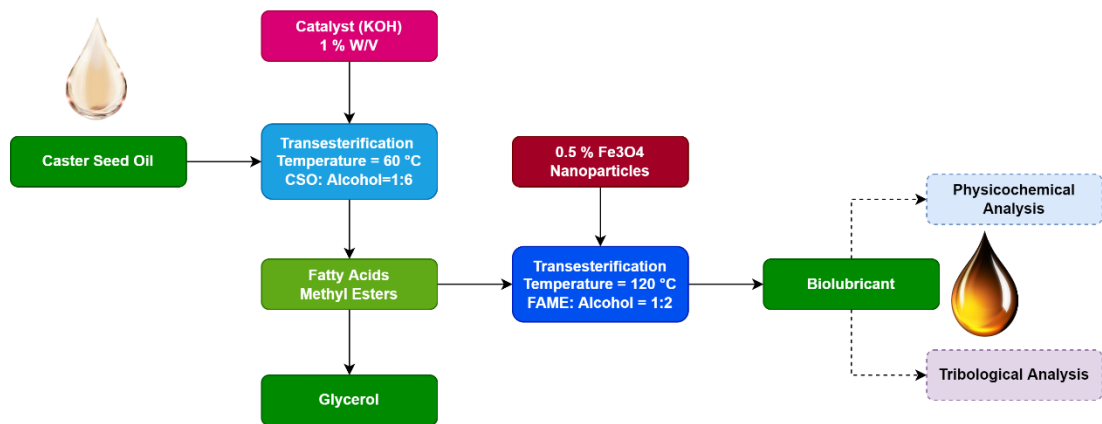 Catalyst (KOH)
1 % W/V
Caster Seed Oil
Transesterification
Temperature = 60 °C
CSO: Alcohol=1:6
0.5 % Fe3O4
Nanoparticles
Physicochemical
Analysis
Fatty Acids
Methyl Esters
Transesterification
Temperature = 120 °C
FAME: Alcohol = 1:2
Biolubricant
Glycerol
Tribological Analysis